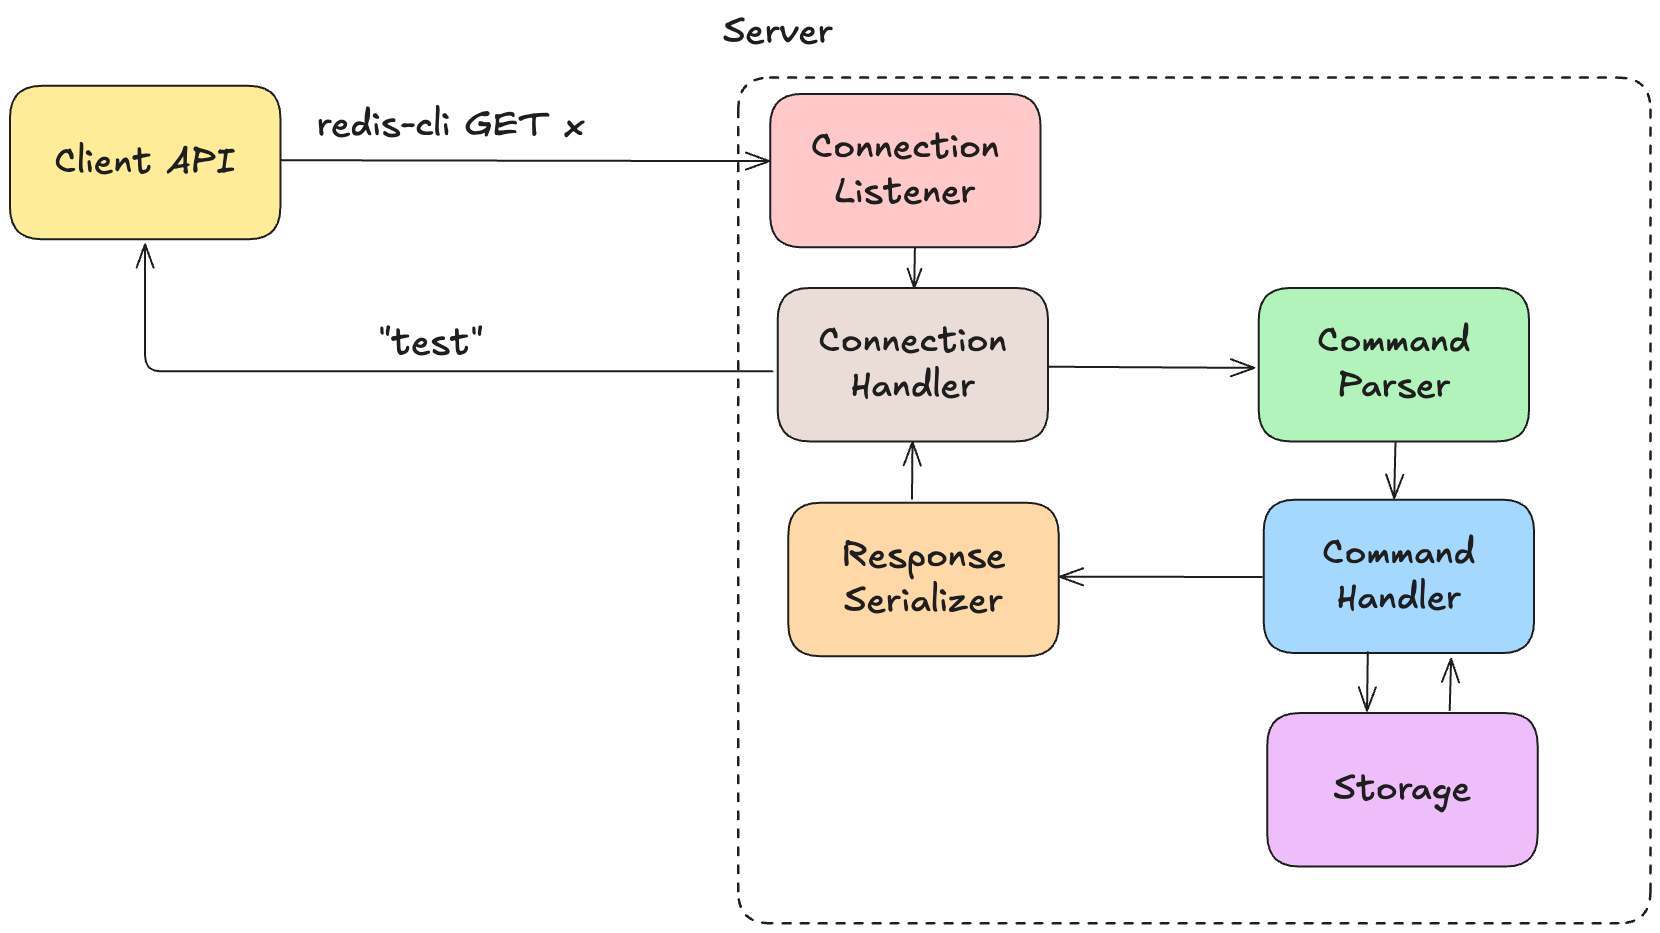 Server
Client API
redis-cli GET x
Connection
Listener
"test"
Connection
Handler
Command
Parser
Response
Serializer
Command
Handler
Storage